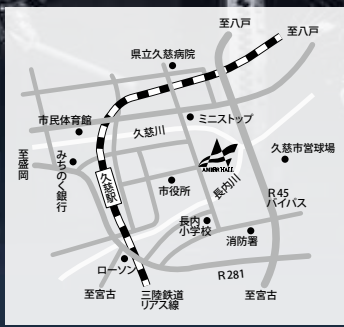 至八戸
至八戸
県立久慈病院
ミニストップ
市民体育館
久慈川
至盛岡
みちのく銀行
久慈駅
AMBER HALL
久慈市営球場
市役所
長内川
R45
バイパス
長内
小学校
消防署
ローソン
R281
至宮古
三陸鉄道
リアス線
至宮古